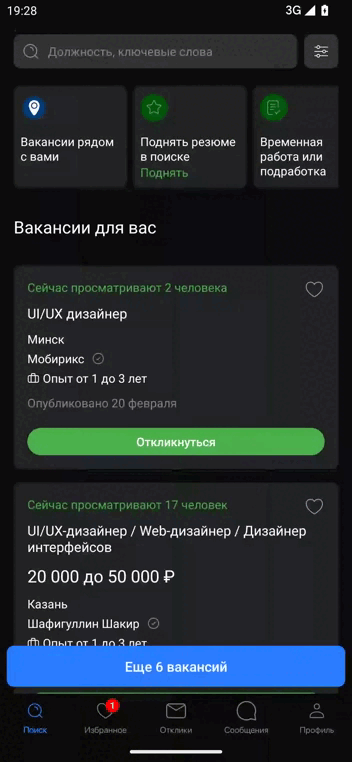 19:28
3G
Должность, ключевые слова
Вакансии рядом
с вами
Поднять резюме
в поиске
Поднять
Временная
работа или
подработка
Вакансии для вас
Сейчас просматривают 2 человека
UI/UX дизайнер
Минск
Мобирикс
Опыт от 1 до 3 лет
Опубликовано 20 февраля
Откликнуться
Сейчас просматривают 17 человек
UI/UX-дизайнер / Web-дизайнер / Дизайнер
интерфейсов
20 000 до 50 000 ₽
Казань
Шафигуллин Шакир
Опыт от 1 до 3 лет
Еще 6 вакансий
1
Поиск
Избранное
Отклики
Сообщения
Профиль